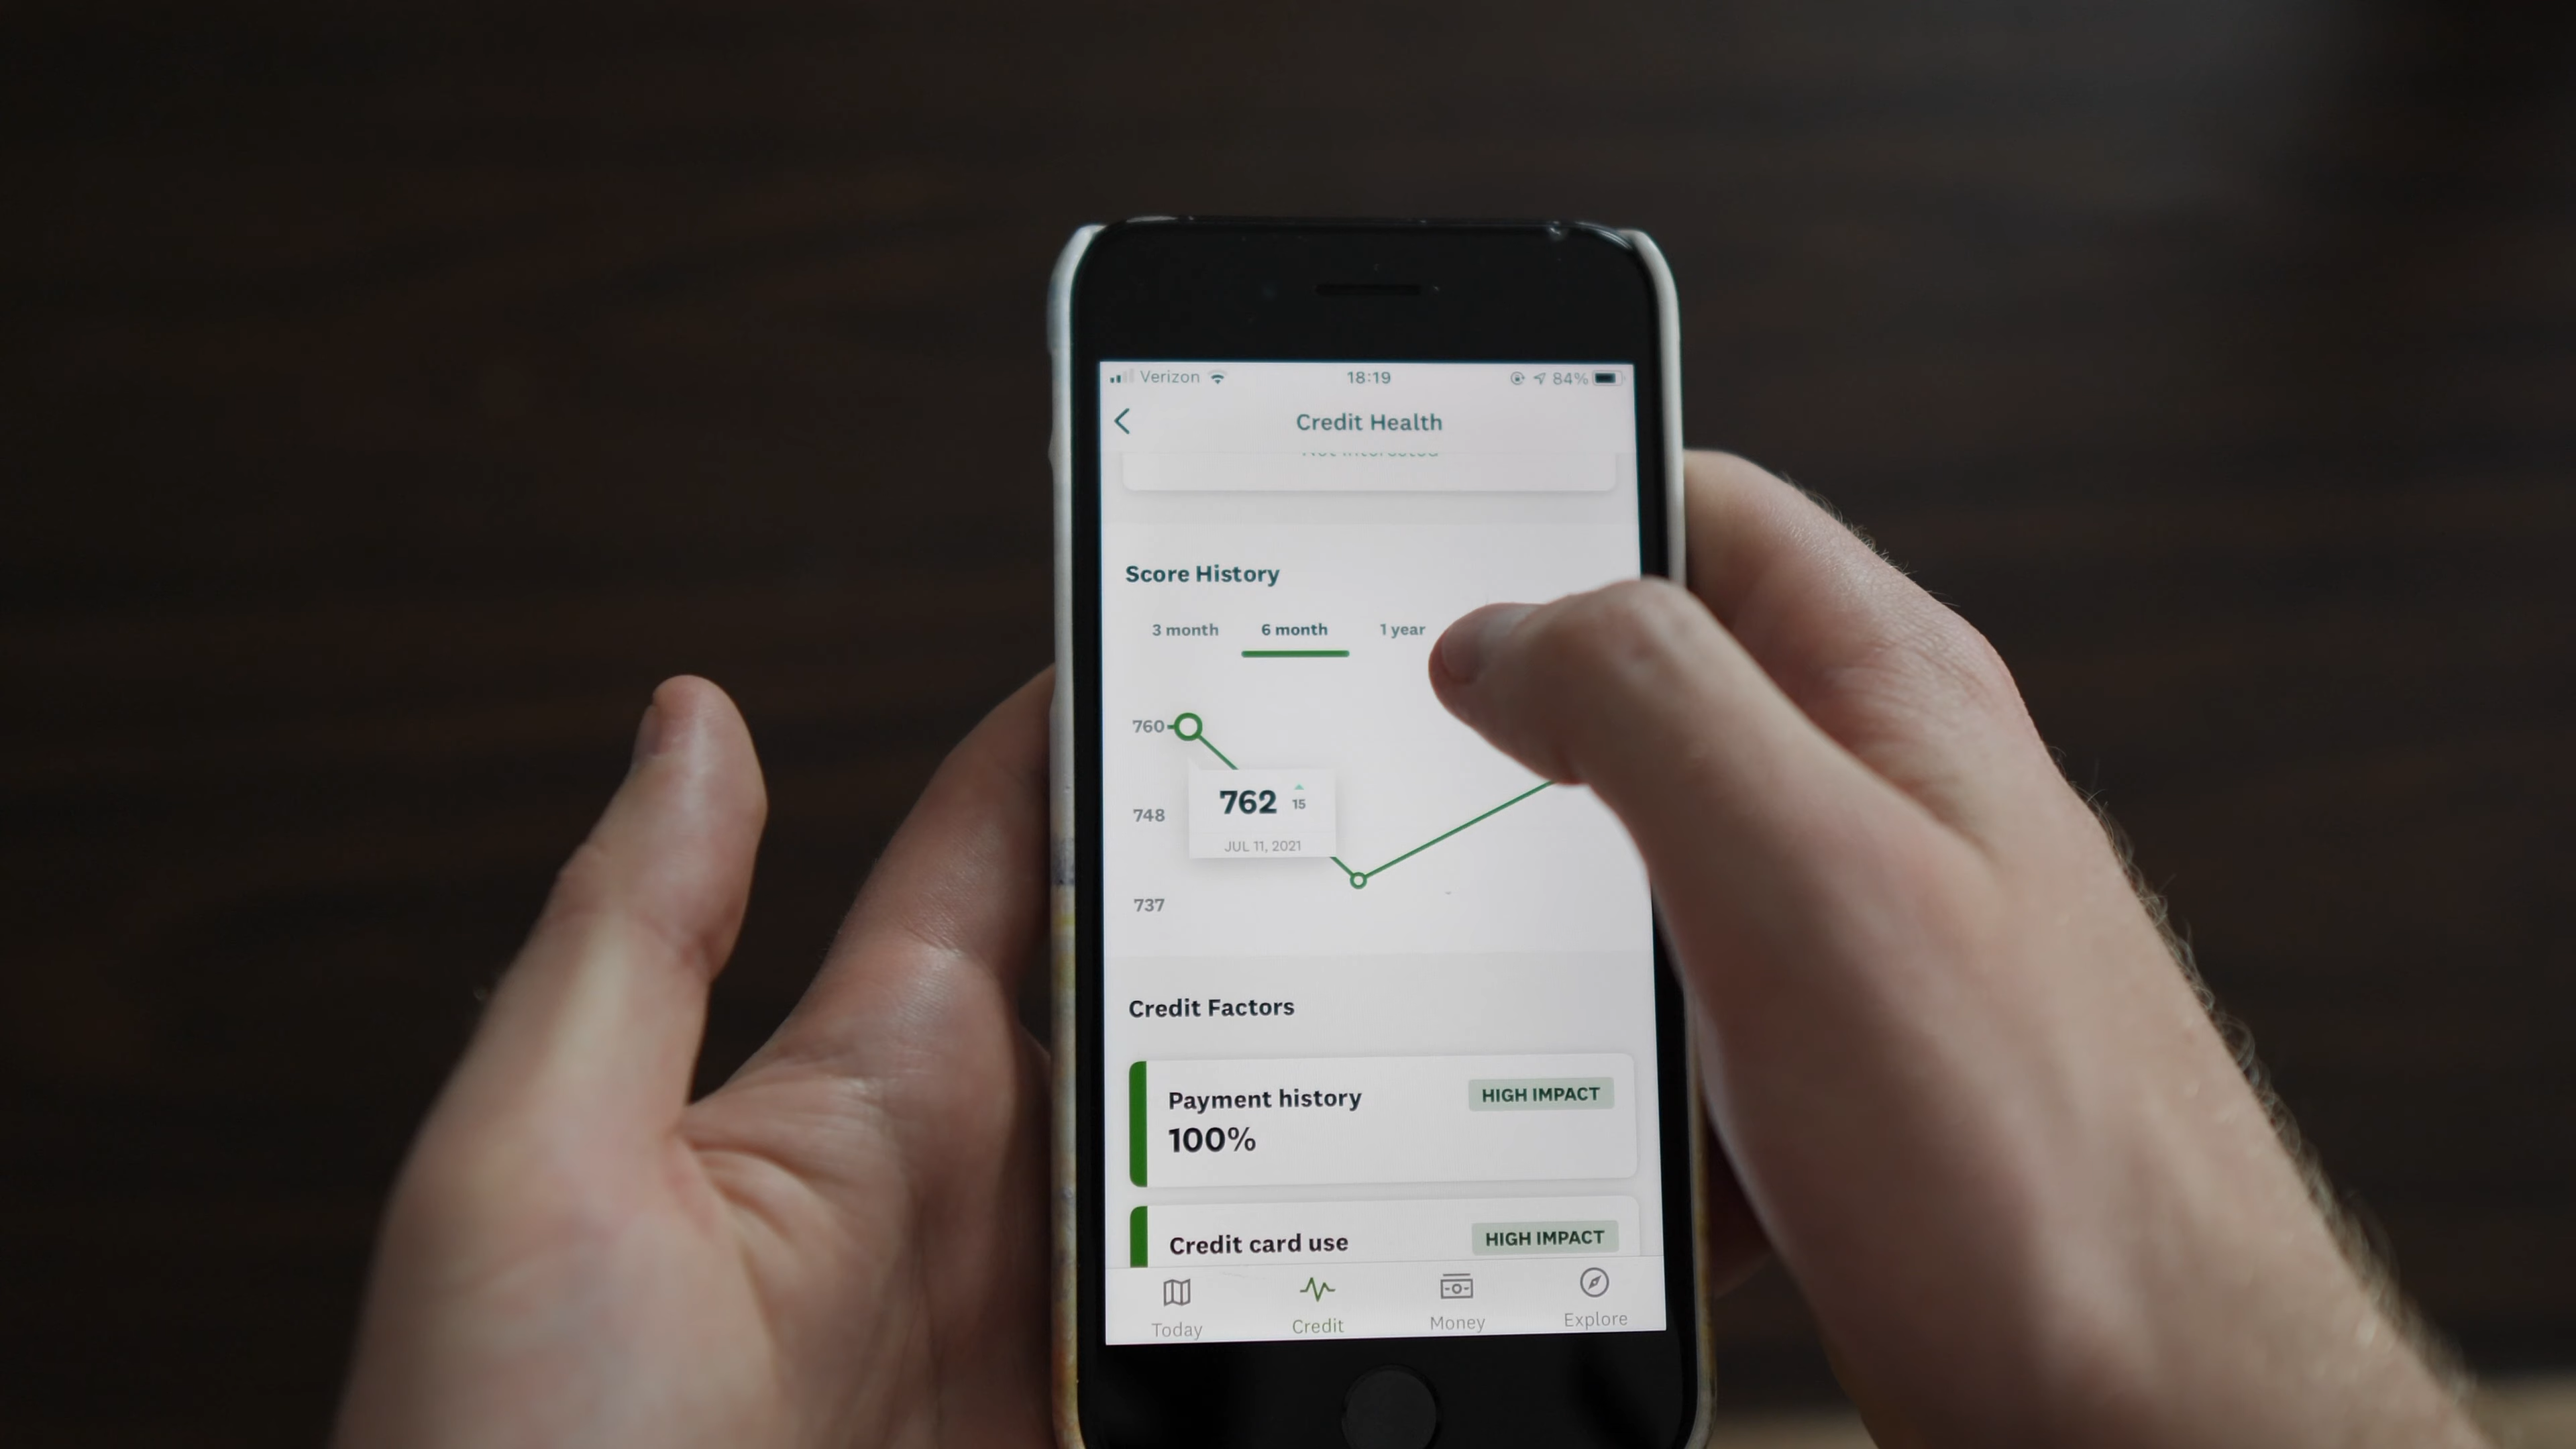 Verizon 18:19 84%
Credit Health
Not interested
Score History
3 month 6 month 1 year
760
762 15
748
JUL 11, 2021
737
Credit Factors
Payment history HIGH IMPACT
100%
Credit card use HIGH IMPACT
Today Credit Money Explore